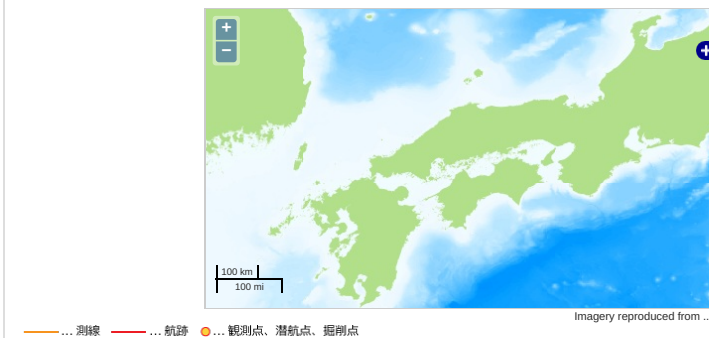 +
−
+
100 km
100 mi
Imagery reproduced from ...
... 測線 ... 航跡 ... 観測点、潜航点、掘削点